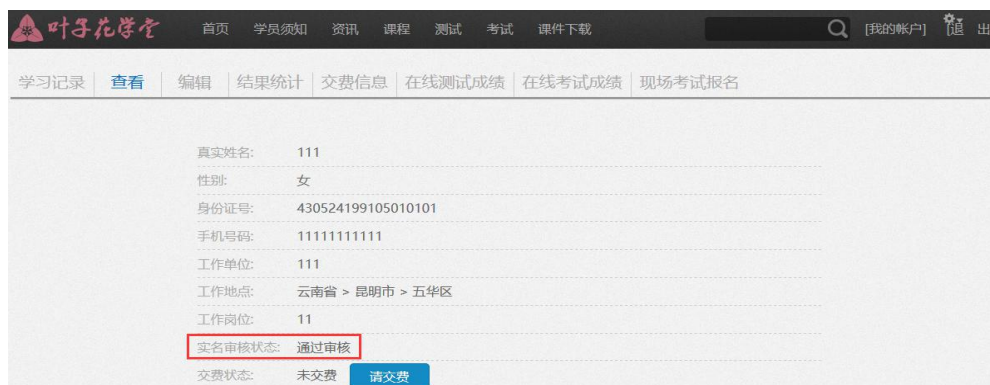 叶子花学堂 首页 学员须知 资讯 课程 测试 考试 课件下载 [我的帐户] 退 出
学习记录 查看 编辑 结果统计 交费信息 在线测试成绩 在线考试成绩 现场考试报名
真实姓名: 111
性别: 女
身份证号: 430524199105010101
手机号码: 11111111111
工作单位: 111
工作地点: 云南省 > 昆明市 > 五华区
工作岗位: 11
实名审核状态: 通过审核
交费状态: 未交费 请交费